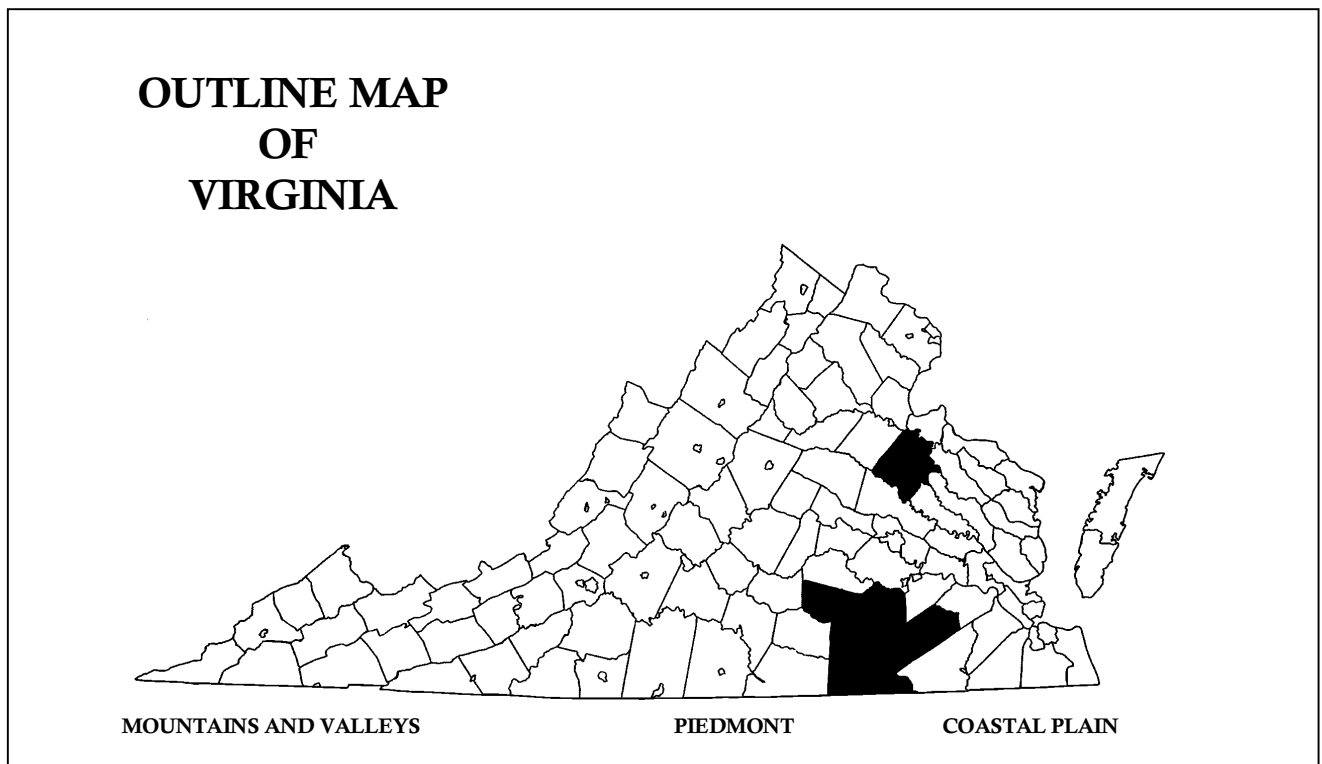 OUTLINE MAP
OF
VIRGINIA
MOUNTAINS AND VALLEYS PIEDMONT COASTAL PLAIN